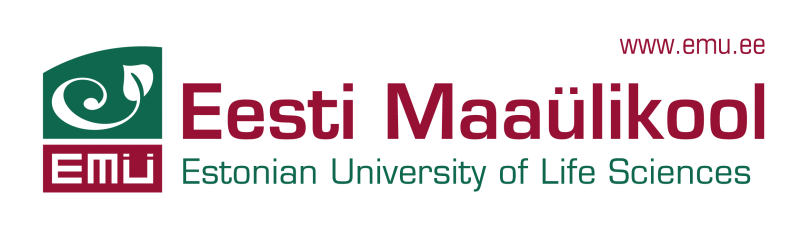 www.emu.ee
Eesti Maaülikool
EMÜ
Estonian University of Life Sciences